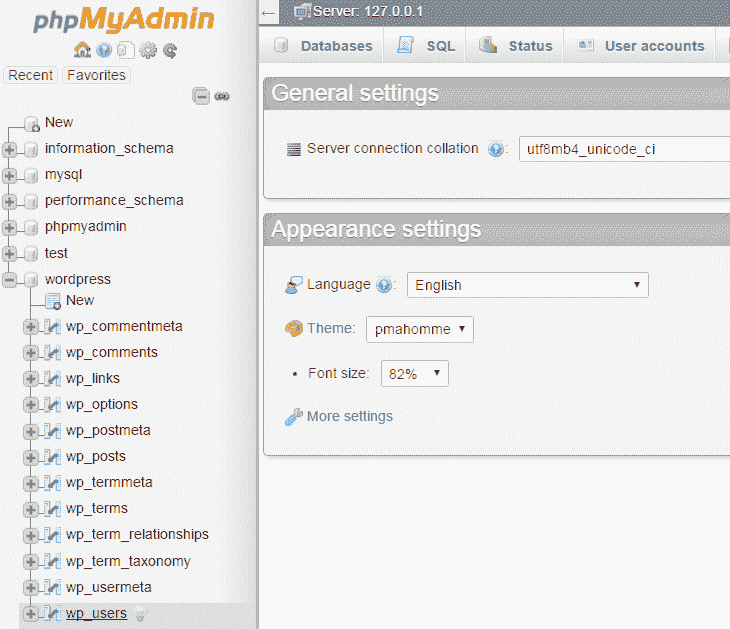 phpMyAdmin
Recent Favorites
New
information_schema
mysql
performance_schema
phpmyadmin
test
wordpress
New
wp_commentmeta
wp_comments
wp_links
wp_options
wp_postmeta
wp_posts
wp_termmeta
wp_terms
wp_term_relationships
wp_term_taxonomy
wp_usermeta
wp_users
Server: 127.0.0.1
Databases SQL Status User accounts
General settings
Server connection collation : utf8mb4_unicode_ci
Appearance settings
Language : English
Theme: pmahomme
• Font size: 82%
More settings